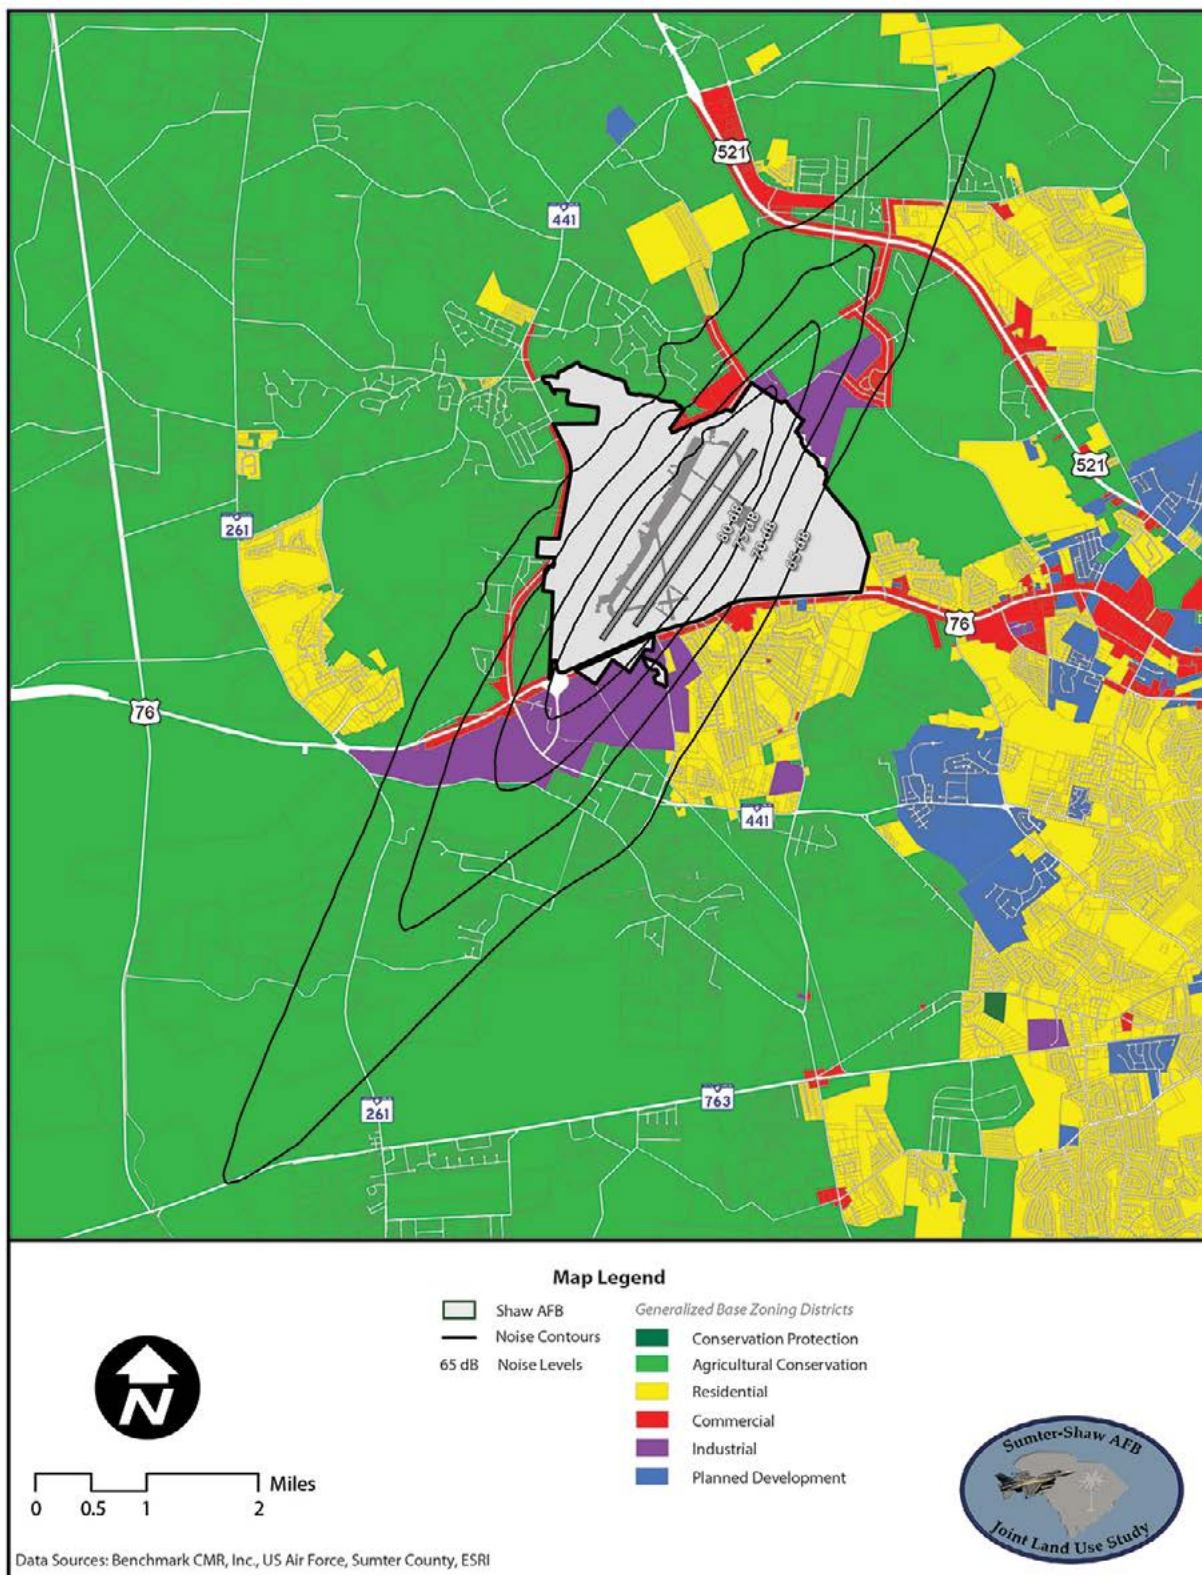 521
441
521
261
80 dB
75 dB
70 dB
65 dB
76
76
441
261
763
Map Legend
Shaw AFB
Noise Contours
65 dB Noise Levels
Generalized Base Zoning Districts
Conservation Protection
Agricultural Conservation
Residential
Commercial
Industrial
Planned Development
N
Miles
0 0.5 1 2
Sumter-Shaw AFB
Joint Land Use Study
Data Sources: Benchmark CMR, Inc., US Air Force, Sumter County, ESRI